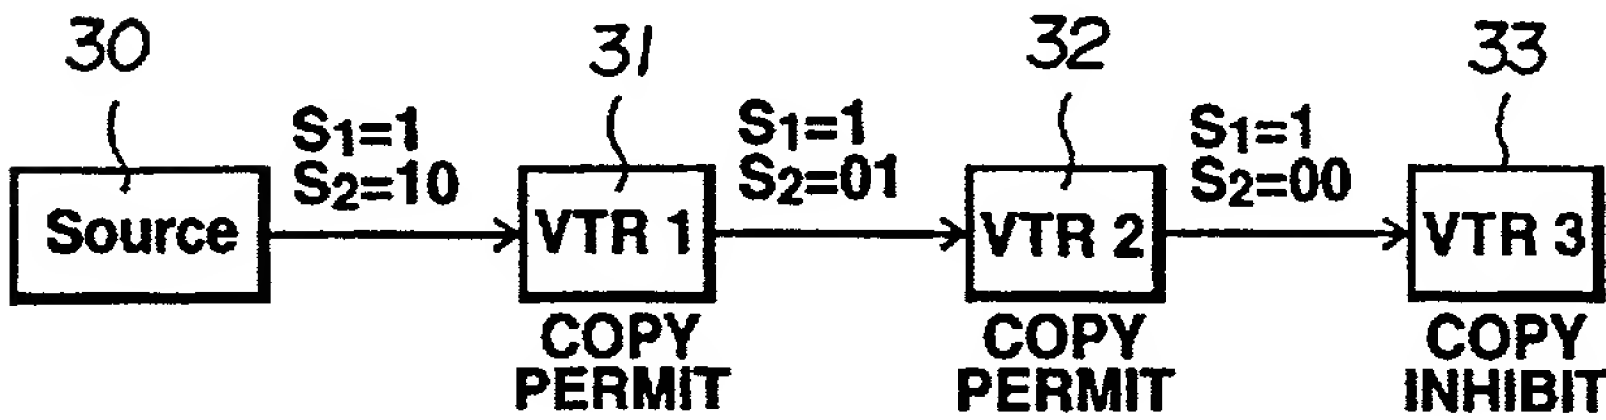 30
31
32
33
S1=1
S2=10
S1=1
S2=01
S1=1
S2=00
Source
VTR 1
VTR 2
VTR 3
COPY
PERMIT
COPY
PERMIT
COPY
INHIBIT